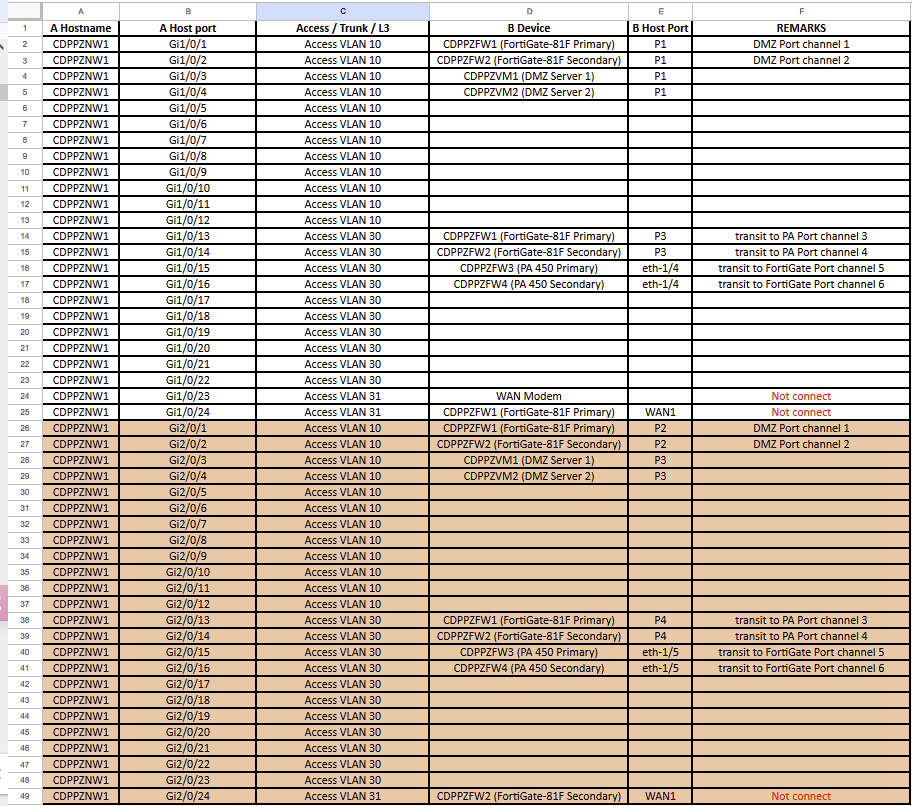 A B C D E F
1 A Hostname A Host port Access / Trunk / L3 B Device B Host Port REMARKS
2 CDPPZNW1 Gi1/0/1 Access VLAN 10 CDPPZFW1 (FortiGate-81F Primary) P1 DMZ Port channel 1
3 CDPPZNW1 Gi1/0/2 Access VLAN 10 CDPPZFW2 (FortiGate-81F Secondary) P1 DMZ Port channel 2
4 CDPPZNW1 Gi1/0/3 Access VLAN 10 CDPPZVM1 (DMZ Server 1) P1
5 CDPPZNW1 Gi1/0/4 Access VLAN 10 CDPPZVM2 (DMZ Server 2) P1
6 CDPPZNW1 Gi1/0/5 Access VLAN 10
7 CDPPZNW1 Gi1/0/6 Access VLAN 10
8 CDPPZNW1 Gi1/0/7 Access VLAN 10
9 CDPPZNW1 Gi1/0/8 Access VLAN 10
10 CDPPZNW1 Gi1/0/9 Access VLAN 10
11 CDPPZNW1 Gi1/0/10 Access VLAN 10
12 CDPPZNW1 Gi1/0/11 Access VLAN 10
13 CDPPZNW1 Gi1/0/12 Access VLAN 10
14 CDPPZNW1 Gi1/0/13 Access VLAN 30 CDPPZFW1 (FortiGate-81F Primary) P3 transit to PA Port channel 3
15 CDPPZNW1 Gi1/0/14 Access VLAN 30 CDPPZFW2 (FortiGate-81F Secondary) P3 transit to PA Port channel 4
16 CDPPZNW1 Gi1/0/15 Access VLAN 30 CDPPZFW3 (PA 450 Primary) eth-1/4 transit to FortiGate Port channel 5
17 CDPPZNW1 Gi1/0/16 Access VLAN 30 CDPPZFW4 (PA 450 Secondary) eth-1/4 transit to FortiGate Port channel 6
18 CDPPZNW1 Gi1/0/17 Access VLAN 30
19 CDPPZNW1 Gi1/0/18 Access VLAN 30
20 CDPPZNW1 Gi1/0/19 Access VLAN 30
21 CDPPZNW1 Gi1/0/20 Access VLAN 30
22 CDPPZNW1 Gi1/0/21 Access VLAN 30
23 CDPPZNW1 Gi1/0/22 Access VLAN 30
24 CDPPZNW1 Gi1/0/23 Access VLAN 31 WAN Modem Not connect
25 CDPPZNW1 Gi1/0/24 Access VLAN 31 CDPPZFW1 (FortiGate-81F Primary) WAN1 Not connect
26 CDPPZNW1 Gi2/0/1 Access VLAN 10 CDPPZFW1 (FortiGate-81F Primary) P2 DMZ Port channel 1
27 CDPPZNW1 Gi2/0/2 Access VLAN 10 CDPPZFW2 (FortiGate-81F Secondary) P2 DMZ Port channel 2
28 CDPPZNW1 Gi2/0/3 Access VLAN 10 CDPPZVM1 (DMZ Server 1) P3
29 CDPPZNW1 Gi2/0/4 Access VLAN 10 CDPPZVM2 (DMZ Server 2) P3
30 CDPPZNW1 Gi2/0/5 Access VLAN 10
31 CDPPZNW1 Gi2/0/6 Access VLAN 10
32 CDPPZNW1 Gi2/0/7 Access VLAN 10
33 CDPPZNW1 Gi2/0/8 Access VLAN 10
34 CDPPZNW1 Gi2/0/9 Access VLAN 10
35 CDPPZNW1 Gi2/0/10 Access VLAN 10
36 CDPPZNW1 Gi2/0/11 Access VLAN 10
37 CDPPZNW1 Gi2/0/12 Access VLAN 10
38 CDPPZNW1 Gi2/0/13 Access VLAN 30 CDPPZFW1 (FortiGate-81F Primary) P4 transit to PA Port channel 3
39 CDPPZNW1 Gi2/0/14 Access VLAN 30 CDPPZFW2 (FortiGate-81F Secondary) P4 transit to PA Port channel 4
40 CDPPZNW1 Gi2/0/15 Access VLAN 30 CDPPZFW3 (PA 450 Primary) eth-1/5 transit to FortiGate Port channel 5
41 CDPPZNW1 Gi2/0/16 Access VLAN 30 CDPPZFW4 (PA 450 Secondary) eth-1/5 transit to FortiGate Port channel 6
42 CDPPZNW1 Gi2/0/17 Access VLAN 30
43 CDPPZNW1 Gi2/0/18 Access VLAN 30
44 CDPPZNW1 Gi2/0/19 Access VLAN 30
45 CDPPZNW1 Gi2/0/20 Access VLAN 30
46 CDPPZNW1 Gi2/0/21 Access VLAN 30
47 CDPPZNW1 Gi2/0/22 Access VLAN 30
48 CDPPZNW1 Gi2/0/23 Access VLAN 30
49 CDPPZNW1 Gi2/0/24 Access VLAN 31 CDPPZFW2 (FortiGate-81F Secondary) WAN1 Not connect